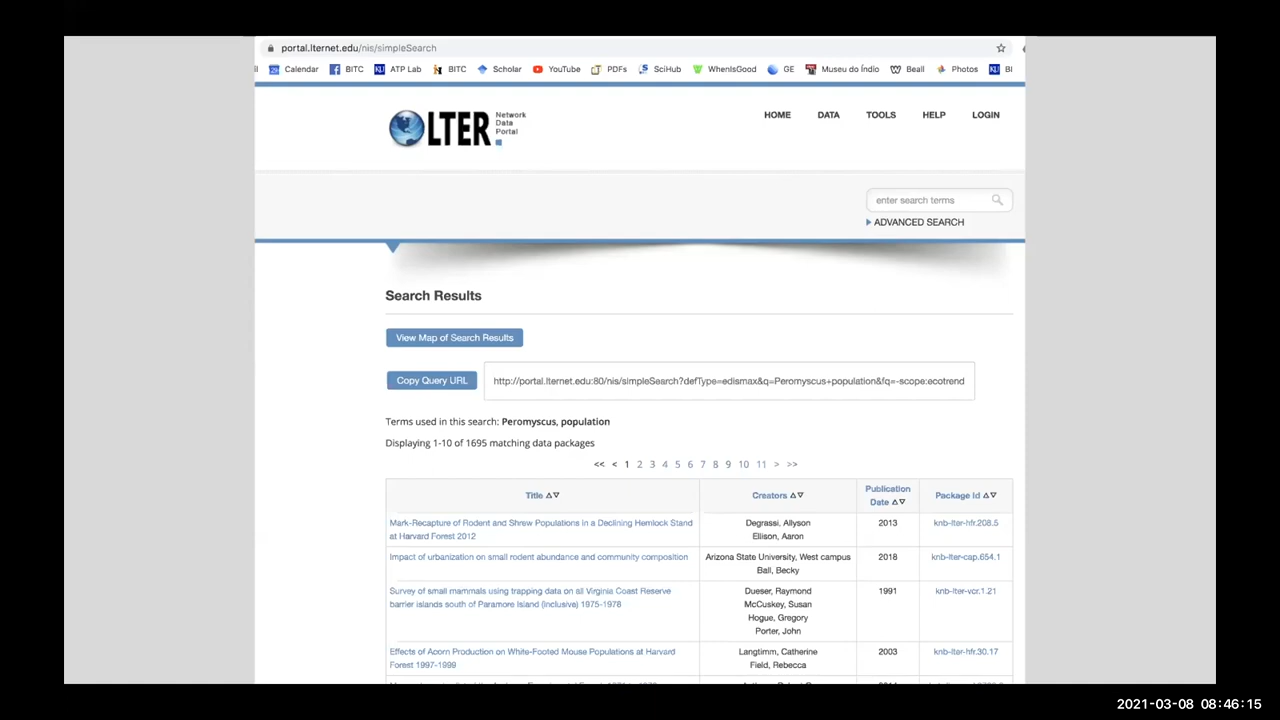 portal.lternet.edu/nis/simpleSearch
Calendar BITC ATP Lab BITC Scholar YouTube PDFs SciHub WhenIsGood GE Museu do Índio Beall Photos BI
LTER Network Data Portal
HOME DATA TOOLS HELP LOGIN
enter search terms
ADVANCED SEARCH
Search Results
View Map of Search Results
Copy Query URL http://portal.lternet.edu:80/nis/simpleSearch?defType=edismax&q=Peromyscus+population&fq=-scope:ecotrend
Terms used in this search: Peromyscus, population
Displaying 1-10 of 1695 matching data packages
<< < 1 2 3 4 5 6 7 8 9 10 11 > >>
Title Creators Publication Date Package Id
Mark-Recapture of Rodent and Shrew Populations in a Declining Hemlock Stand Degrassi, Allyson 2013 knb-lter-hfr.208.5
at Harvard Forest 2012 Ellison, Aaron
Impact of urbanization on small rodent abundance and community composition Arizona State University, West campus 2018 knb-lter-cap.654.1
Ball, Becky
Survey of small mammals using trapping data on all Virginia Coast Reserve Dueser, Raymond 1991 knb-lter-vcr.1.21
barrier islands south of Paramore Island (inclusive) 1975-1978 McCuskey, Susan
Hogue, Gregory
Porter, John
Effects of Acorn Production on White-Footed Mouse Populations at Harvard Langtimm, Catherine 2003 knb-lter-hfr.30.17
Forest 1997-1999 Field, Rebecca
2021-03-08 08:46:15